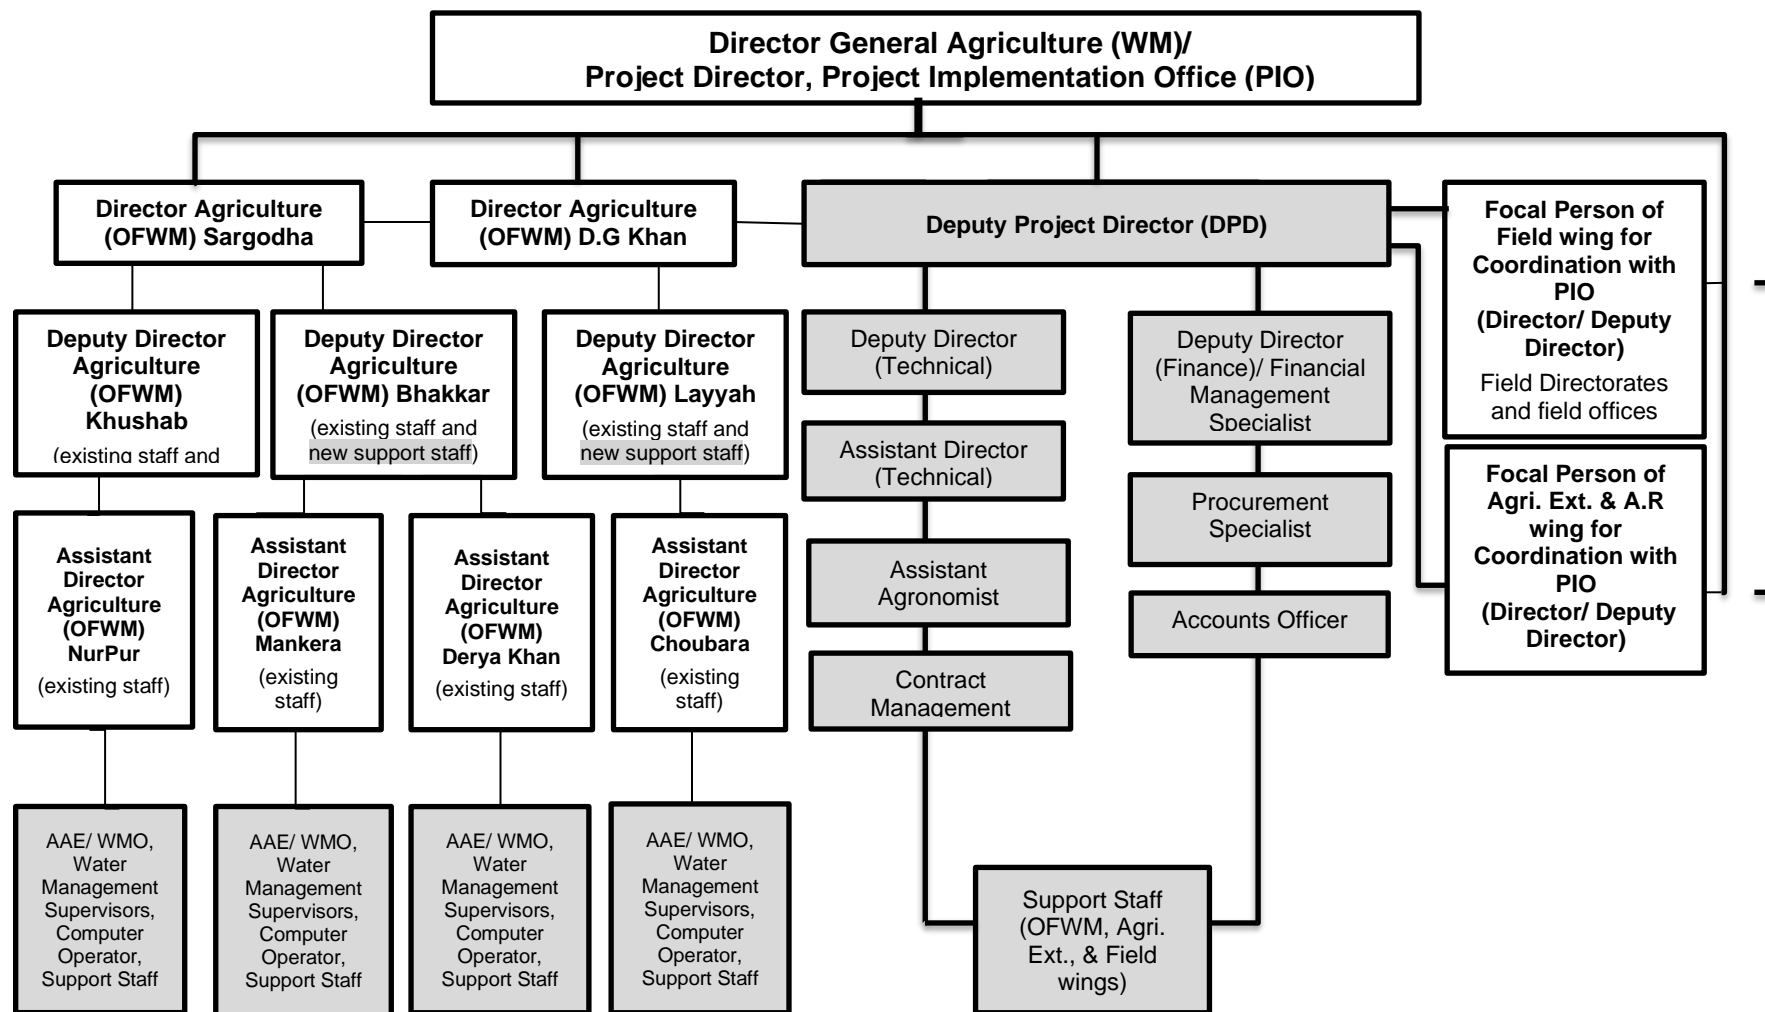 Director General Agriculture (WM)/
Project Director, Project Implementation Office (PIO)
Director Agriculture
(OFWM) Sargodha
Director Agriculture
(OFWM) D.G Khan
Deputy Project Director (DPD)
Focal Person of
Field wing for
Coordination with
PIO
(Director/ Deputy
Director)
Field Directorates
and field offices
Deputy Director
Agriculture
(OFWM)
Khushab
(existing staff and
Deputy Director
Agriculture
(OFWM) Bhakkar
(existing staff and
new support staff)
Deputy Director
Agriculture
(OFWM) Layyah
(existing staff and
new support staff)
Deputy Director
(Technical)
Deputy Director
(Finance)/ Financial
Management
Specialist
Assistant Director
(Technical)
Procurement
Specialist
Focal Person of
Agri. Ext. & A.R
wing for
Coordination with
PIO
(Director/ Deputy
Director)
Assistant
Director
Agriculture
(OFWM)
NurPur
(existing staff)
Assistant
Director
Agriculture
(OFWM)
Mankera
(existing
staff)
Assistant
Director
Agriculture
(OFWM)
Derya Khan
(existing staff)
Assistant
Director
Agriculture
(OFWM)
Choubara
(existing
staff)
Assistant
Agronomist
Accounts Officer
Contract
Management
AAE/ WMO,
Water
Management
Supervisors,
Computer
Operator,
Support Staff
AAE/ WMO,
Water
Management
Supervisors,
Computer
Operator,
Support Staff
AAE/ WMO,
Water
Management
Supervisors,
Computer
Operator,
Support Staff
AAE/ WMO,
Water
Management
Supervisors,
Computer
Operator,
Support Staff
Support Staff
(OFWM, Agri.
Ext., & Field
wings)